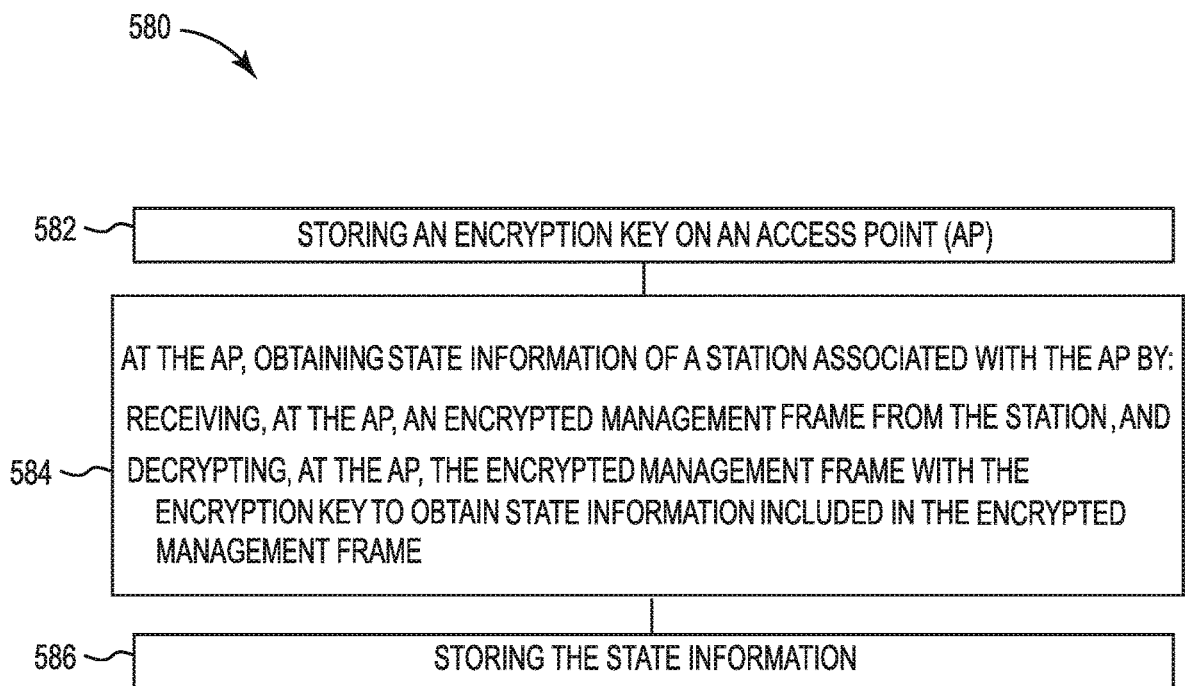 580
582
STORING AN ENCRYPTION KEY ON AN ACCESS POINT (AP)
AT THE AP, OBTAINING STATE INFORMATION OF A STATION ASSOCIATED WITH THE AP BY:
RECEIVING, AT THE AP, AN ENCRYPTED MANAGEMENT FRAME FROM THE STATION, AND
584
DECRYPTING, AT THE AP, THE ENCRYPTED MANAGEMENT FRAME WITH THE
ENCRYPTION KEY TO OBTAIN STATE INFORMATION INCLUDED IN THE ENCRYPTED
MANAGEMENT FRAME
586
STORING THE STATE INFORMATION